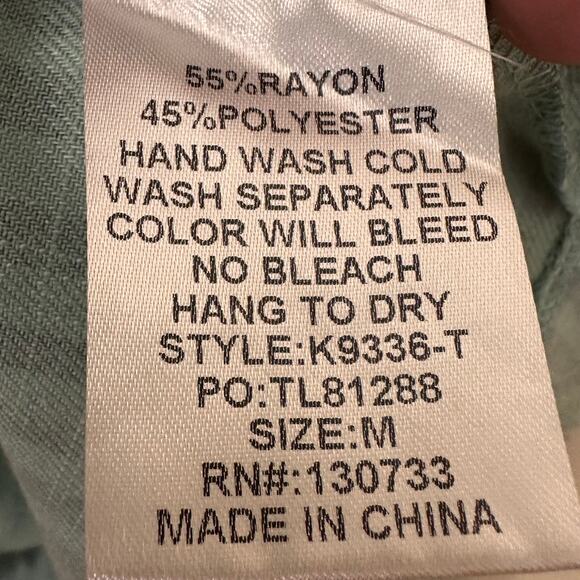 55%RAYON
45%POLYESTER
HAND WASH COLD
WASH SEPARATELY
COLOR WILL BLEED
NO BLEACH
HANG TO DRY
STYLE:K9336-T
PO:TL81288
SIZE:M
RN#:130733
MADE IN CHINA